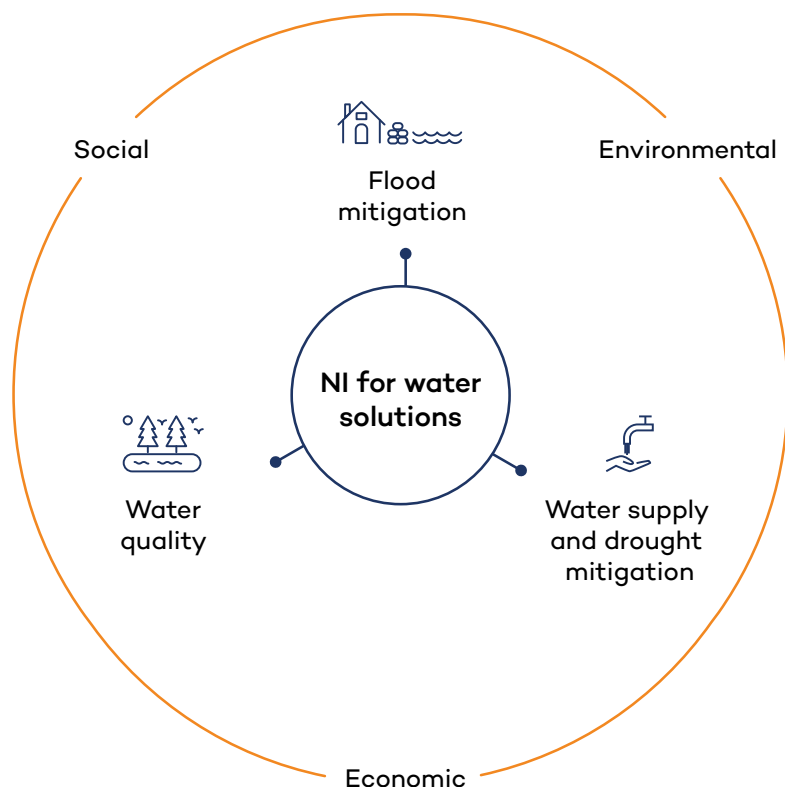 Social
Environmental
Flood
mitigation
NI for water
solutions
Water
quality
Water supply
and drought
mitigation
Economic